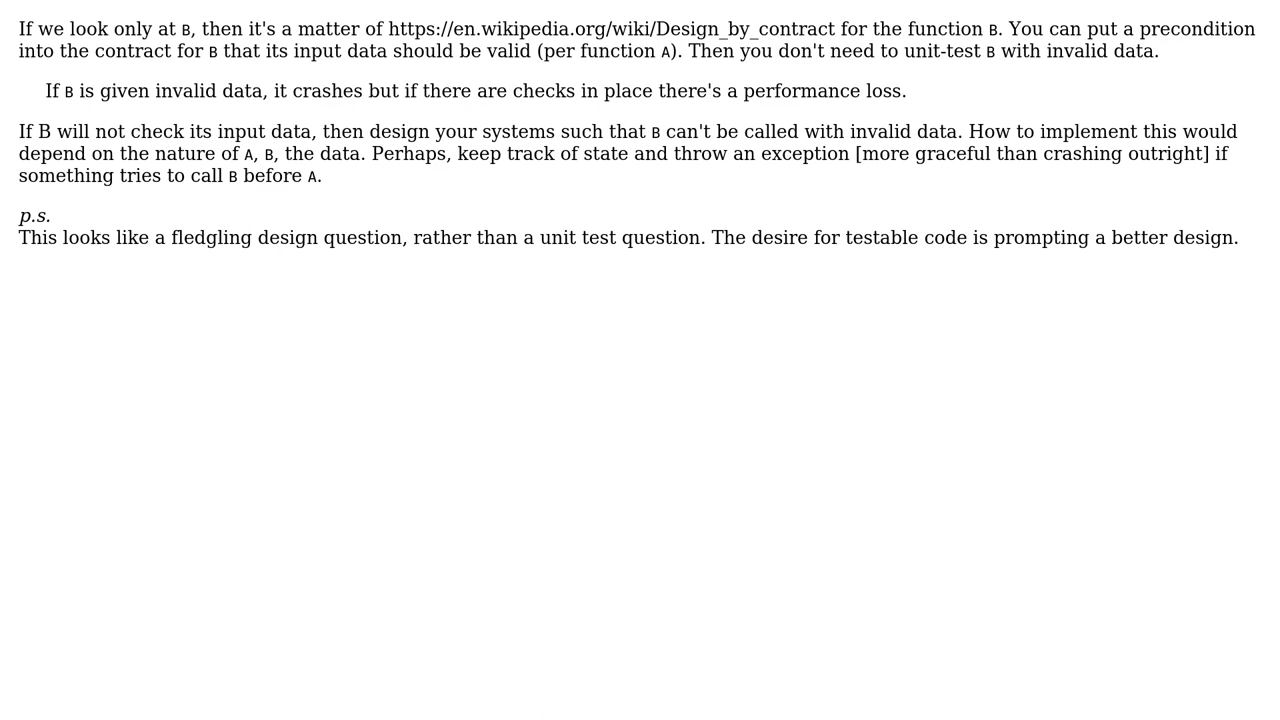 If we look only at B, then it's a matter of https://en.wikipedia.org/wiki/Design_by_contract for the function B. You can put a precondition
into the contract for B that its input data should be valid (per function A). Then you don't need to unit-test B with invalid data.
If B is given invalid data, it crashes but if there are checks in place there's a performance loss.
If B will not check its input data, then design your systems such that B can't be called with invalid data. How to implement this would
depend on the nature of A, B, the data. Perhaps, keep track of state and throw an exception [more graceful than crashing outright] if
something tries to call B before A.
p.s.
This looks like a fledgling design question, rather than a unit test question. The desire for testable code is prompting a better design.